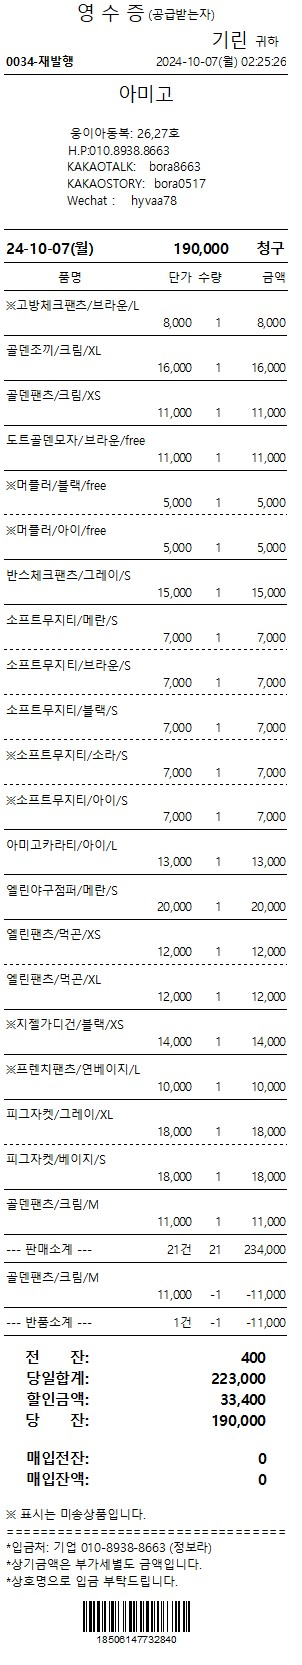 영 수 증 (공급받는자)
기린 귀하
0034-재발행 2024-10-07(월) 02:25:26
아미고
웅이아동복: 26,27호
H.P:010.8938.8663
KAKAOTALK: bora8663
KAKAOSTORY: bora0517
Wechat : hyvaa78
24-10-07(월) 190,000 청구
품명 단가 수량 금액
※고방체크팬츠/브라운/L
8,000 1 8,000
골덴조끼/크림/XL
16,000 1 16,000
골덴팬츠/크림/XS
11,000 1 11,000
도트골덴모자/브라운/free
11,000 1 11,000
※머플러/블랙/free
5,000 1 5,000
※머플러/아이/free
5,000 1 5,000
반스체크팬츠/그레이/S
15,000 1 15,000
소프트무지티/메란/S
7,000 1 7,000
소프트무지티/브라운/S
7,000 1 7,000
소프트무지티/블랙/S
7,000 1 7,000
※소프트무지티/소라/S
7,000 1 7,000
※소프트무지티/아이/S
7,000 1 7,000
아미고카라티/아이/L
13,000 1 13,000
엘린야구점퍼/메란/S
20,000 1 20,000
엘린팬츠/먹곤/XS
12,000 1 12,000
엘린팬츠/먹곤/XL
12,000 1 12,000
※지젤가디건/블랙/XS
14,000 1 14,000
※프렌치팬츠/연베이지/L
10,000 1 10,000
피그자켓/그레이/XL
18,000 1 18,000
피그자켓/베이지/S
18,000 1 18,000
골덴팬츠/크림/M
11,000 1 11,000
--- 판매소계 --- 21건 21 234,000
골덴팬츠/크림/M
11,000 -1 -11,000
--- 반품소계 --- 1건 -1 -11,000
전 잔: 400
당일합계: 223,000
할인금액: 33,400
당 잔: 190,000
매입전잔: 0
매입잔액: 0
※ 표시는 미송상품입니다.
=================================
*입금처: 기업 010-8938-8663 (정보라)
*상기금액은 부가세별도 금액입니다.
*상호명으로 입금 부탁드립니다.
18506147732840